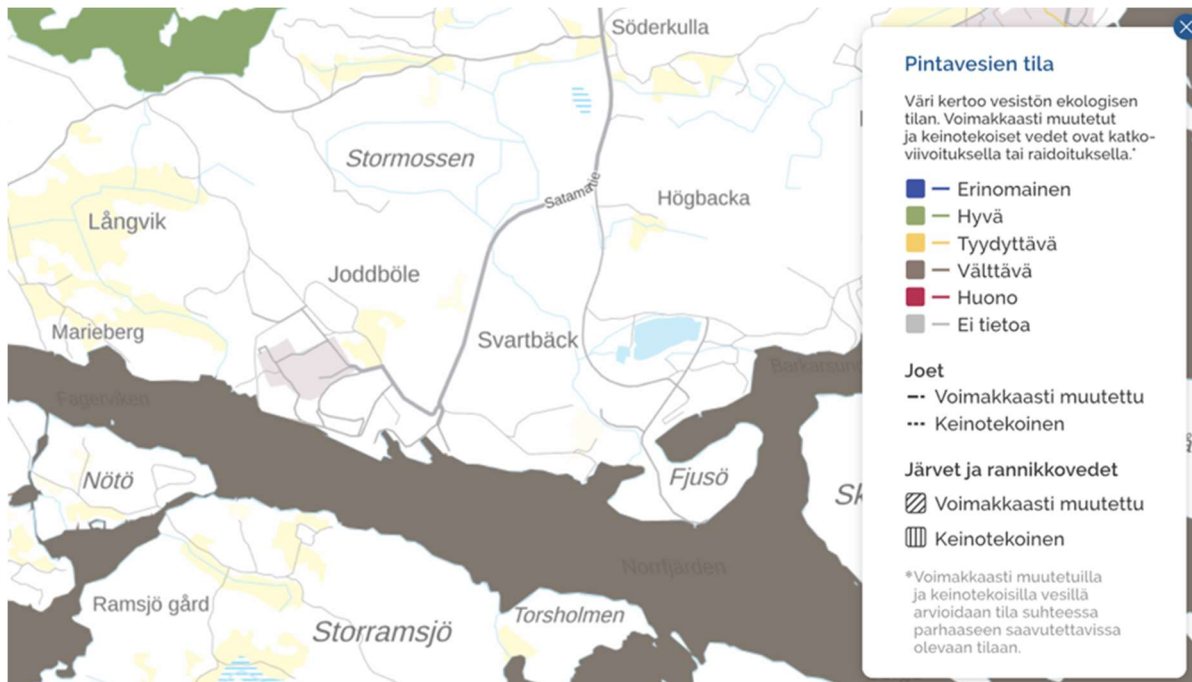 Söderkulla
Stormossen
Satamatie
Högbacka
Långvik
Joddböle
Marieberg
Svartbäck
Barkarsund
Fagerviken
Nötö
Fjusö
Sk
Norrfjärden
Ramsjö gård
Storramsjö
Torsholmen
Pintavesien tila
Väri kertoo vesistön ekologisen
tilan. Voimakkaasti muutetut
ja keinotekoiset vedet ovat katko-
viivoituksella tai raidoituksella.*
Erinomainen
Hyvä
Tyydyttävä
Välttävä
Huono
Ei tietoa
Joet
Voimakkaasti muutettu
Keinotekoinen
Järvet ja rannikkovedet
Voimakkaasti muutettu
Keinotekoinen
*Voimakkaasti muutetuilla
ja keinotekoisilla vesillä
arvioidaan tila suhteessa
parhaaseen saavutettavissa
olevaan tilaan.